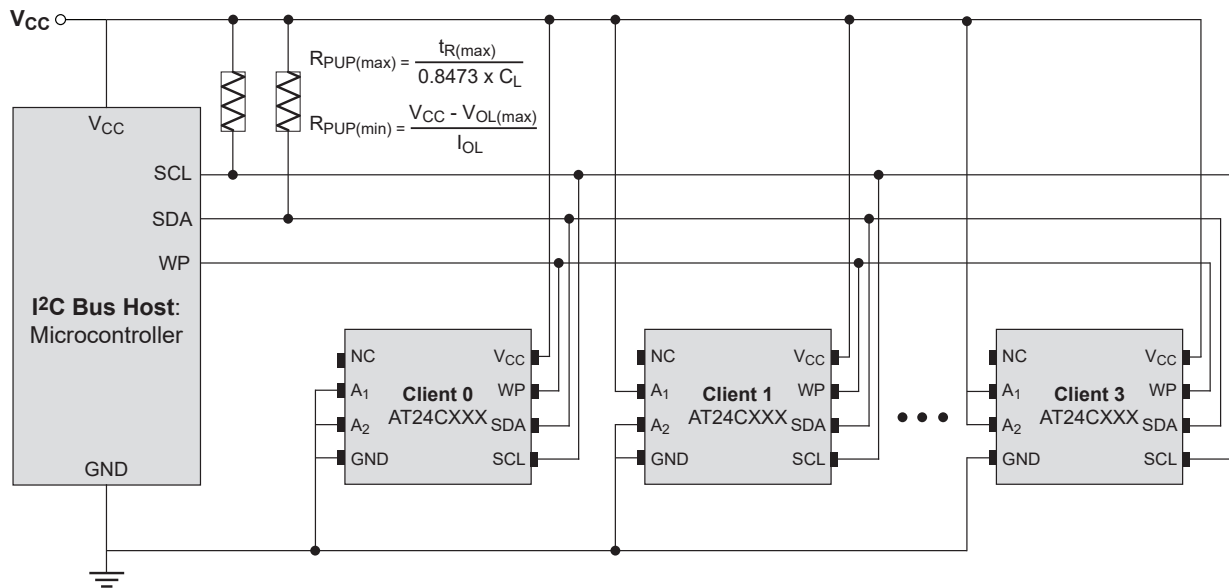 VCC
RPUP(max) = tR(max)
0.8473 x CL
RPUP(min) = VCC - VOL(max)
IOL
VCC
SCL
SDA
WP
I²C Bus Host:
Microcontroller
GND
NC
A1
A2
GND
Client 0
AT24CXXX
VCC
WP
SDA
SCL
NC
A1
A2
GND
Client 1
AT24CXXX
VCC
WP
SDA
SCL
NC
A1
A2
GND
Client 3
AT24CXXX
VCC
WP
SDA
SCL